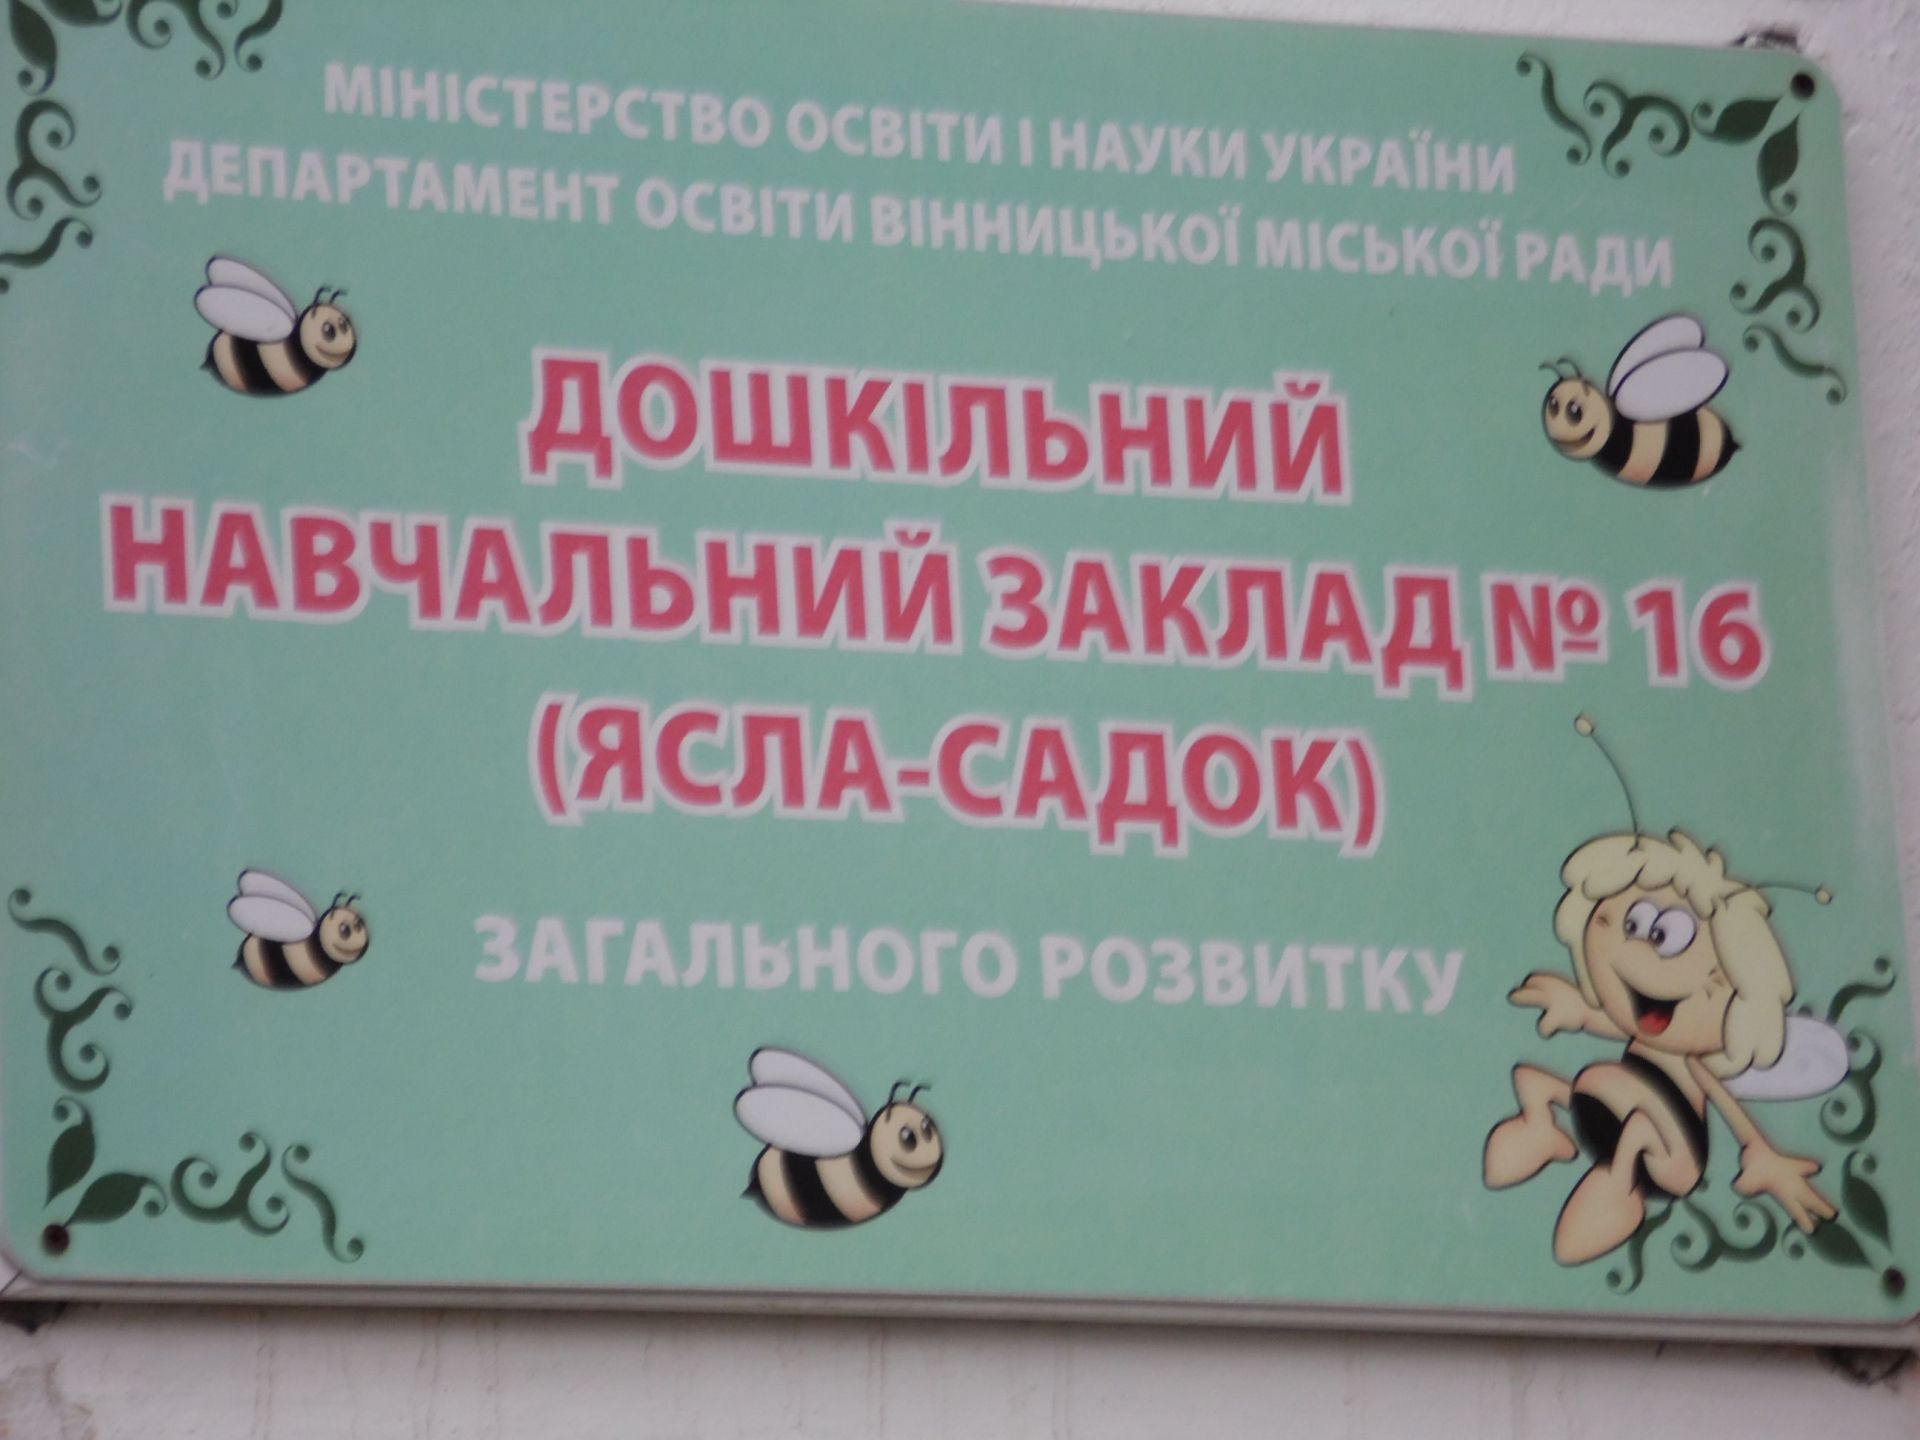 МІНІСТЕРСТВО ОСВІТИ І НАУКИ УКРАЇНИ
ДЕПАРТАМЕНТ ОСВІТИ ВІННИЦЬКОЇ МІСЬКОЇ РАДИ
ДОШКІЛЬНИЙ
НАВЧАЛЬНИЙ ЗАКЛАД № 16
(ЯСЛА-САДОК)
ЗАГАЛЬНОГО РОЗВИТКУ